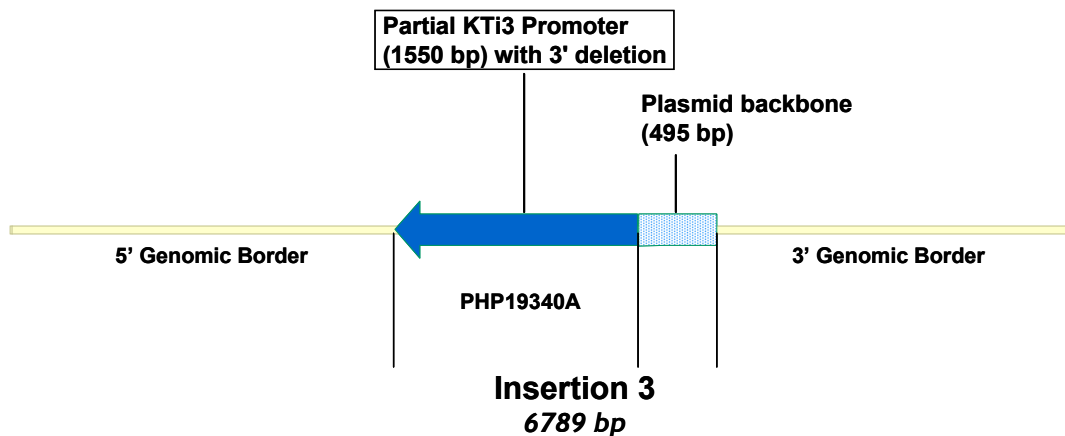 Partial KTi3 Promoter
(1550 bp) with 3' deletion
Plasmid backbone
(495 bp)
5’ Genomic Border
3’ Genomic Border
PHP19340A
Insertion 3
6789 bp